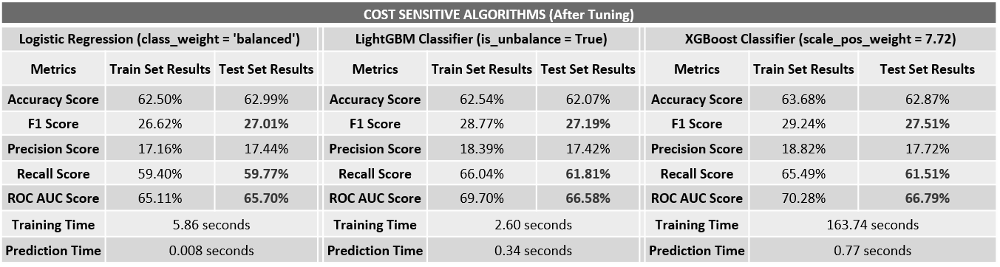 COST SENSITIVE ALGORITHMS (After Tuning)
Logistic Regression (class_weight = 'balanced') LightGBM Classifier (is_unbalance = True) XGBoost Classifier (scale_pos_weight = 7.72)
Metrics Train Set Results Test Set Results Metrics Train Set Results Test Set Results Metrics Train Set Results Test Set Results
Accuracy Score 62.50% 62.99% Accuracy Score 62.54% 62.07% Accuracy Score 63.68% 62.87%
F1 Score 26.62% 27.01% F1 Score 28.77% 27.19% F1 Score 29.24% 27.51%
Precision Score 17.16% 17.44% Precision Score 18.39% 17.42% Precision Score 18.82% 17.72%
Recall Score 59.40% 59.77% Recall Score 66.04% 61.81% Recall Score 65.49% 61.51%
ROC AUC Score 65.11% 65.70% ROC AUC Score 69.70% 66.58% ROC AUC Score 70.28% 66.79%
Training Time 5.86 seconds Training Time 2.60 seconds Training Time 163.74 seconds
Prediction Time 0.008 seconds Prediction Time 0.34 seconds Prediction Time 0.77 seconds